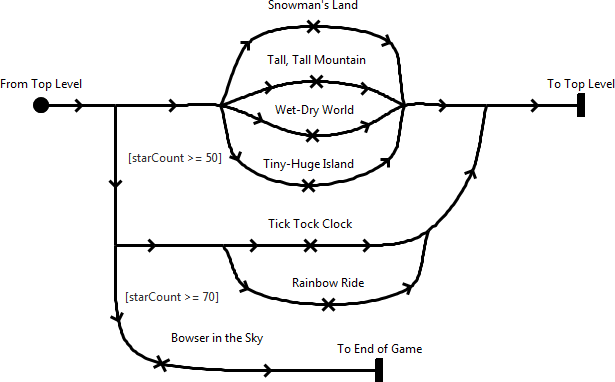 Snowman's Land
Tall, Tall Mountain
From Top Level
To Top Level
Wet-Dry World
[starCount >= 50]
Tiny-Huge Island
Tick Tock Clock
Rainbow Ride
[starCount >= 70]
Bowser in the Sky
To End of Game